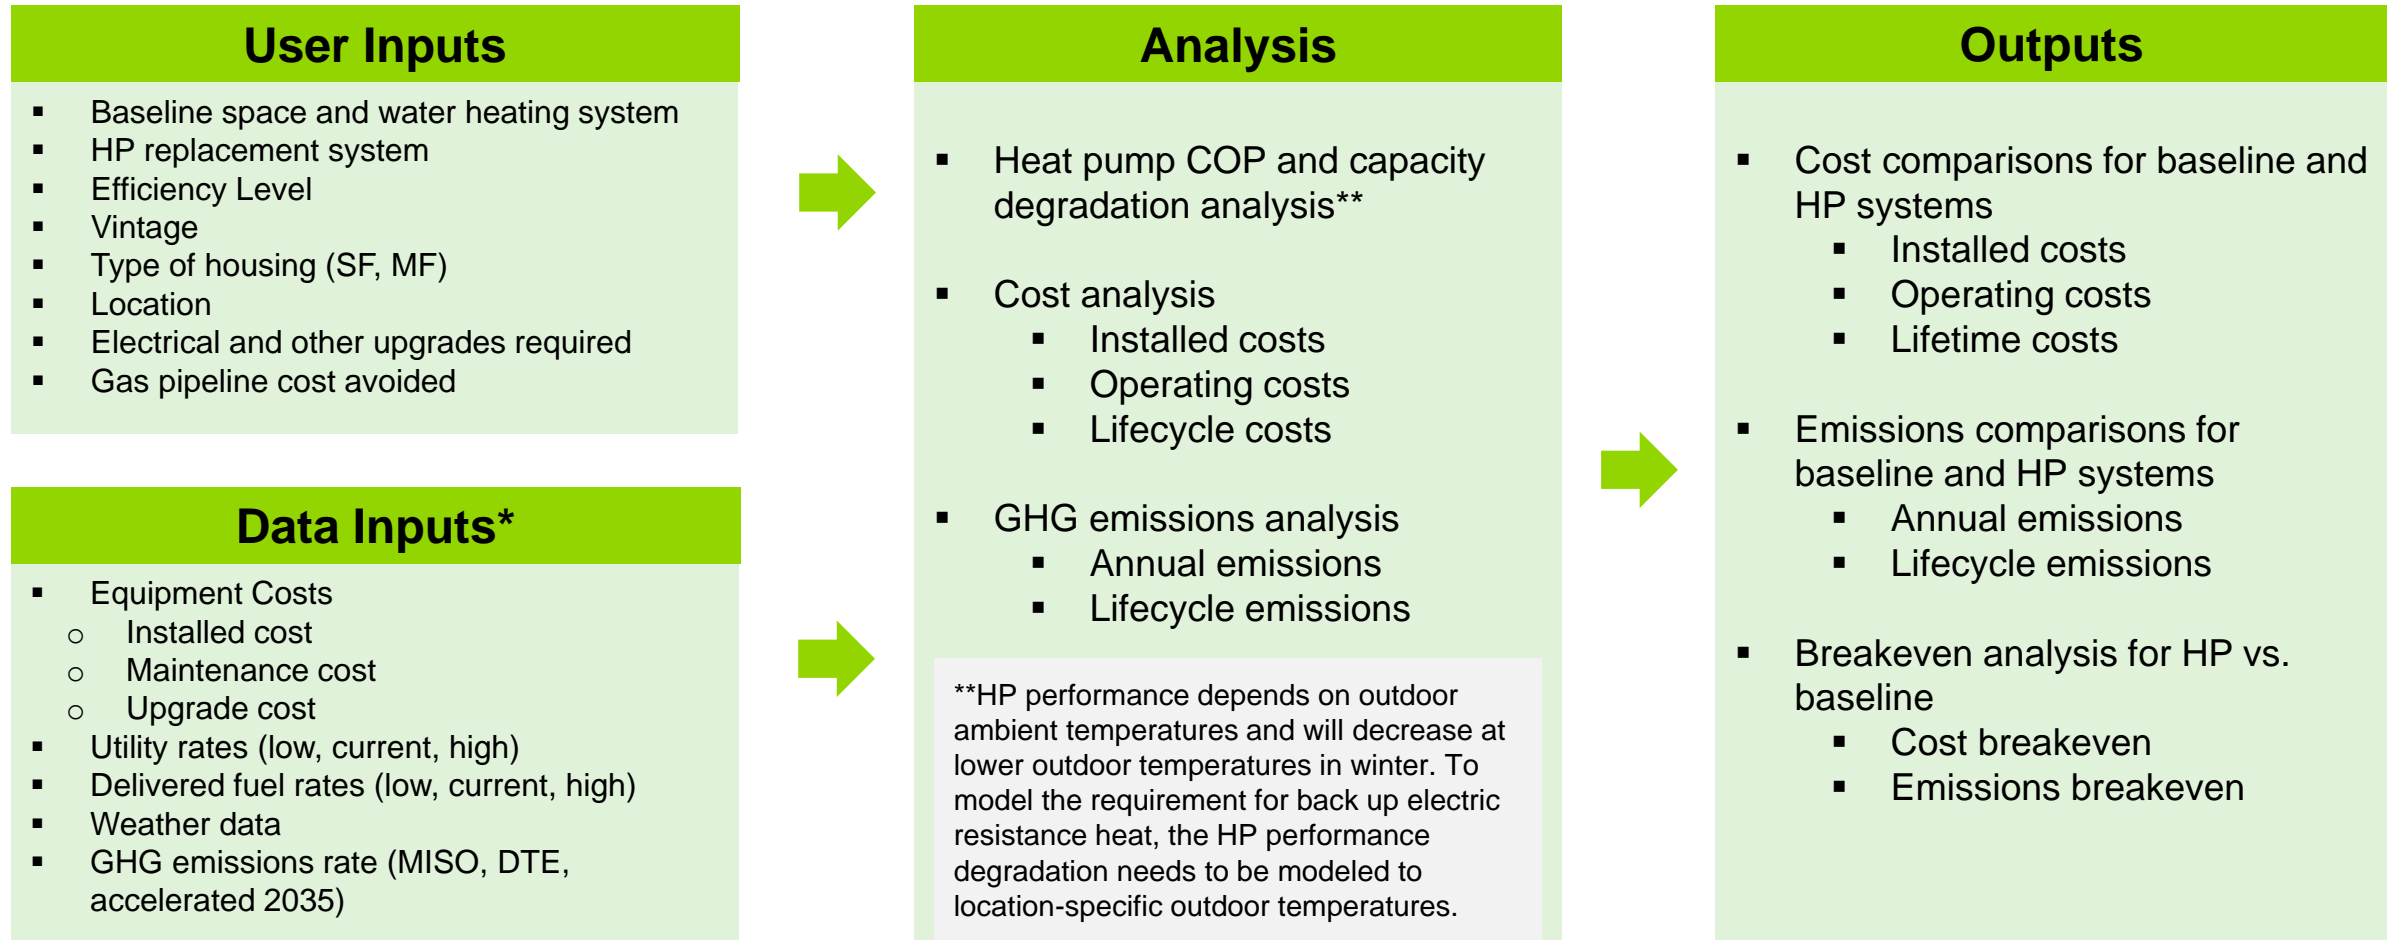 User Inputs
▪ Baseline space and water heating system
▪ HP replacement system
▪ Efficiency Level
▪ Vintage
▪ Type of housing (SF, MF)
▪ Location
▪ Electrical and other upgrades required
▪ Gas pipeline cost avoided
Data Inputs*
▪ Equipment Costs
o Installed cost
o Maintenance cost
o Upgrade cost
▪ Utility rates (low, current, high)
▪ Delivered fuel rates (low, current, high)
▪ Weather data
▪ GHG emissions rate (MISO, DTE,
accelerated 2035)
Analysis
▪ Heat pump COP and capacity
degradation analysis**
▪ Cost analysis
▪ Installed costs
▪ Operating costs
▪ Lifecycle costs
▪ GHG emissions analysis
▪ Annual emissions
▪ Lifecycle emissions
**HP performance depends on outdoor
ambient temperatures and will decrease at
lower outdoor temperatures in winter. To
model the requirement for back up electric
resistance heat, the HP performance
degradation needs to be modeled to
location-specific outdoor temperatures.
Outputs
▪ Cost comparisons for baseline and
HP systems
▪ Installed costs
▪ Operating costs
▪ Lifetime costs
▪ Emissions comparisons for
baseline and HP systems
▪ Annual emissions
▪ Lifecycle emissions
▪ Breakeven analysis for HP vs.
baseline
▪ Cost breakeven
▪ Emissions breakeven